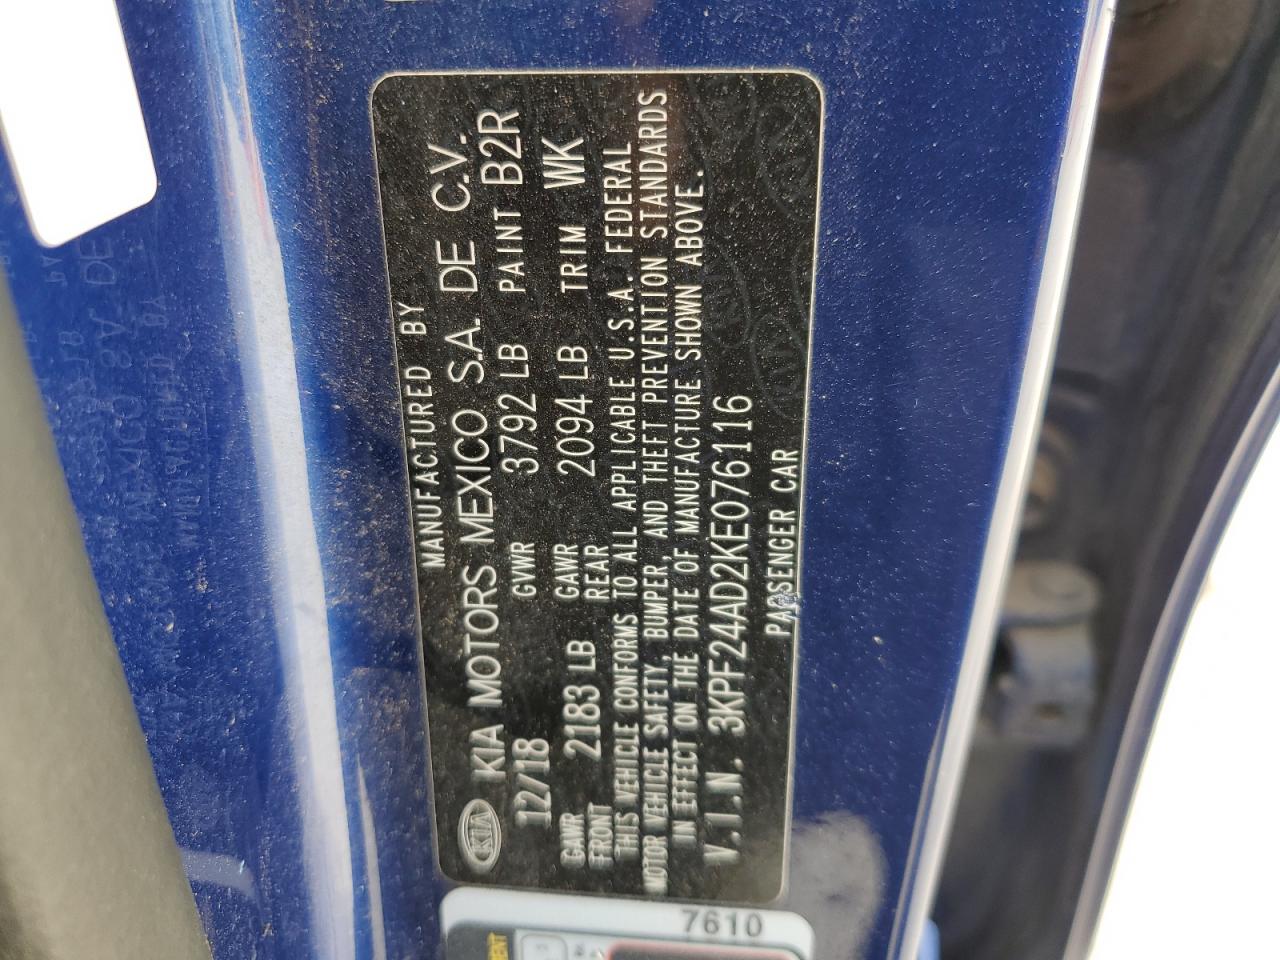 MANUFACTURED BY
KIA KIA MOTORS MEXICO S.A. DE C.V.
12/18 GVWR 3792 LB PAINT B2R
GAWR FRONT 2183 LB GAWR REAR 2094 LB TRIM WK
THIS VEHICLE CONFORMS TO ALL APPLICABLE U.S.A. FEDERAL
MOTOR VEHICLE SAFETY, BUMPER, AND THEFT PREVENTION STANDARDS
IN EFFECT ON THE DATE OF MANUFACTURE SHOWN ABOVE.
V.I.N. 3KPF24AD2KE076116
PASSENGER CAR
7610